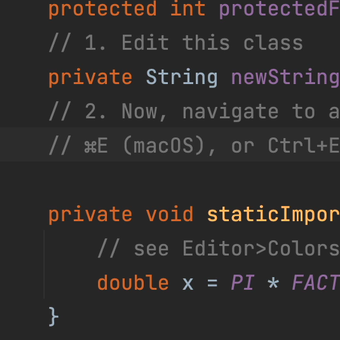 protected int protectedF
// 1. Edit this class
private String newString
// 2. Now, navigate to a
// ⌘E (macOS), or Ctrl+E
private void staticImpor
// see Editor>Colors
double x = PI * FACT
}